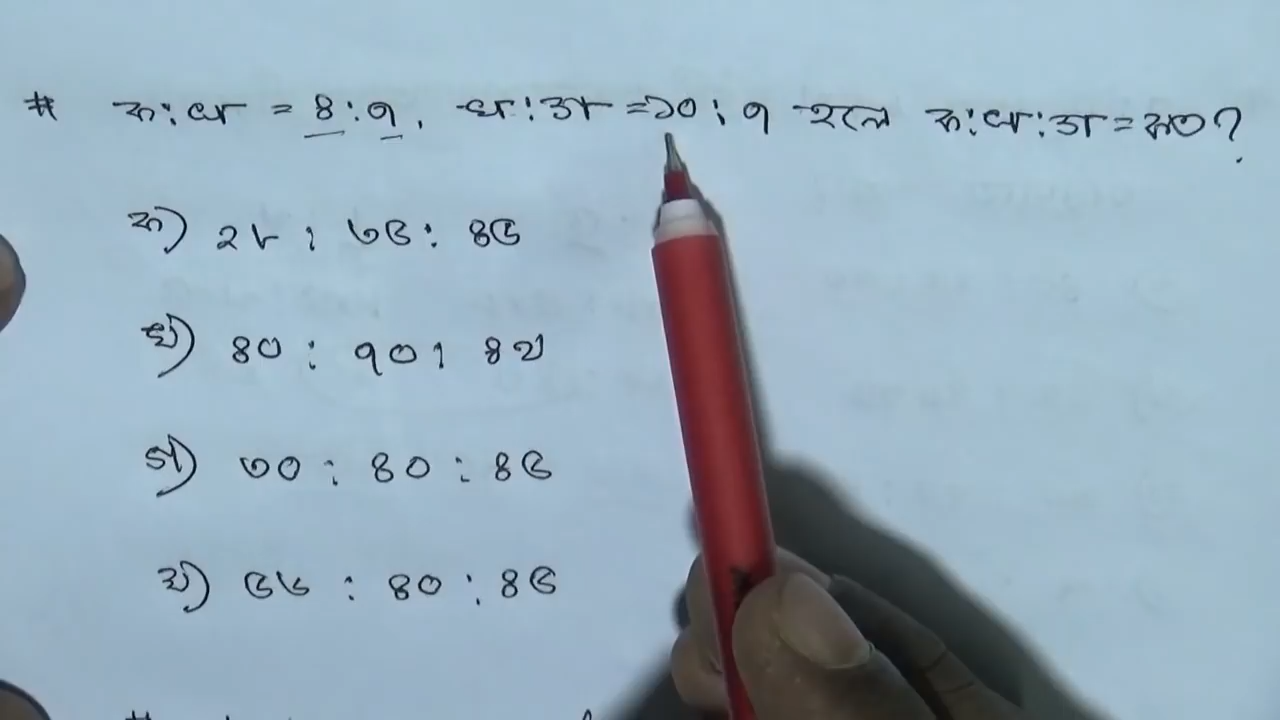 # ক:খ = ৪:৭, খ:গ = ১০:৭ হলে ক:খ:গ = কত?
ক) ২৮ : ৩৫ : ৪৫
খ) ৪০ : ৭০ : ৪৯
গ) ৩০ : ৪০ : ৪৫
ঘ) ৫৬ : ৪০ : ৪৫